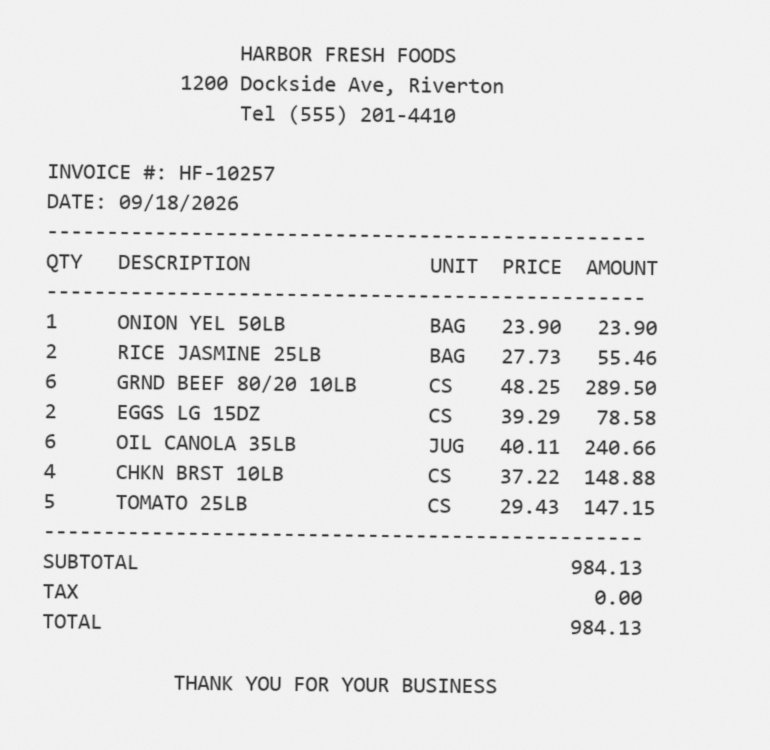 HARBOR FRESH FOODS
1200 Dockside Ave, Riverton
Tel (555) 201-4410
INVOICE #: HF-10257
DATE: 09/18/2026
--------------------------------------------------
QTY DESCRIPTION UNIT PRICE AMOUNT
--------------------------------------------------
1 ONION YEL 50LB BAG 23.90 23.90
2 RICE JASMINE 25LB BAG 27.73 55.46
6 GRND BEEF 80/20 10LB CS 48.25 289.50
2 EGGS LG 15DZ CS 39.29 78.58
6 OIL CANOLA 35LB JUG 40.11 240.66
4 CHKN BRST 10LB CS 37.22 148.88
5 TOMATO 25LB CS 29.43 147.15
--------------------------------------------------
SUBTOTAL 984.13
TAX 0.00
TOTAL 984.13
THANK YOU FOR YOUR BUSINESS